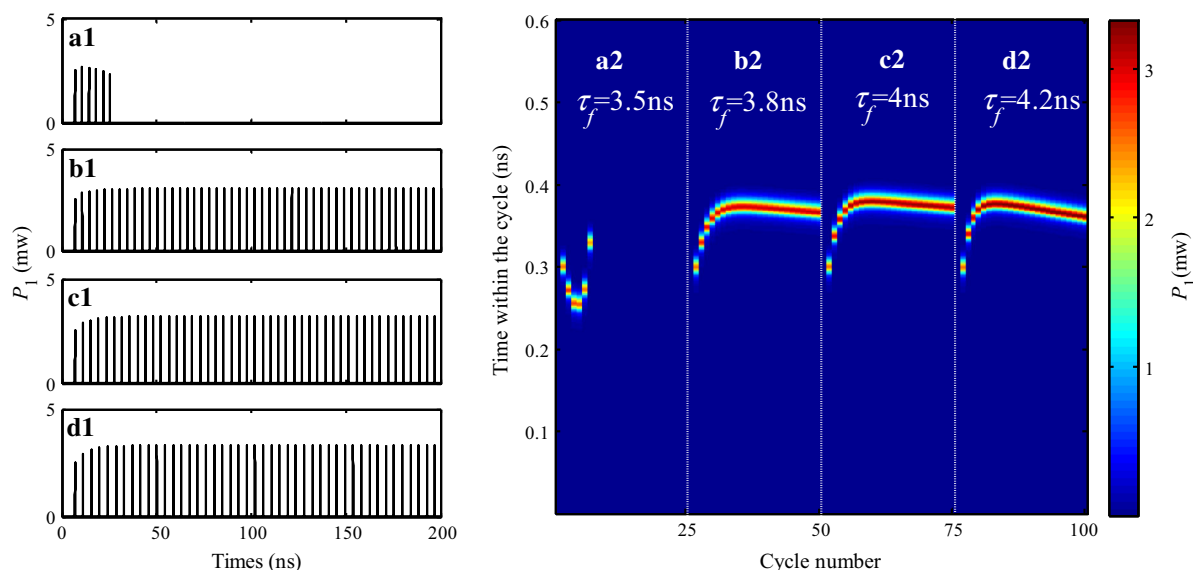 5
a1
0
5
b1
0
5
c1
0
5
d1
0
0 50 100 150 200
Times (ns)
P1 (mw)
0.6
0.5
0.4
0.3
0.2
0.1
Time within the cycle (ns)
a2 b2 c2 d2
τf=3.5ns τf=3.8ns τf=4ns τf=4.2ns
25 50 75 100
Cycle number
3
2
1
P1 (mw)